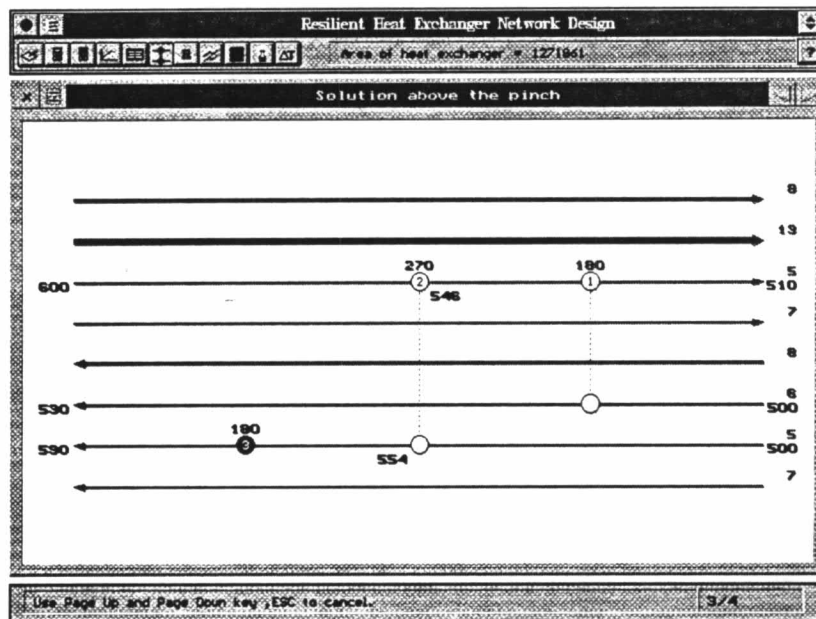 Resilient Heat Exchanger Network Design
ΔT
Area of heat exchanger = 1271861
?
Solution above the pinch
8
13
270 180 5
600 2 1 510
546
7
8
6
530 500
180 5
590 3 500
554
7
Use Page Up and Page Down key ,ESC to cancel.
3/4